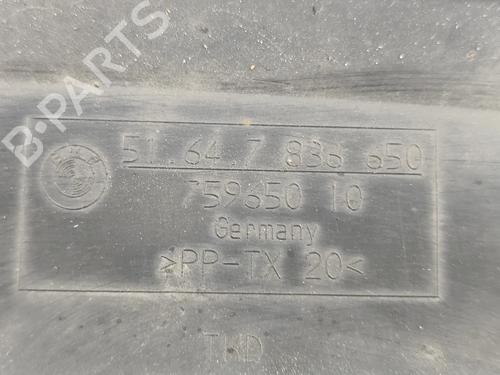 B-PARTS
51.64.7 836 650
759650 10
Germany
>PP-TX 20<